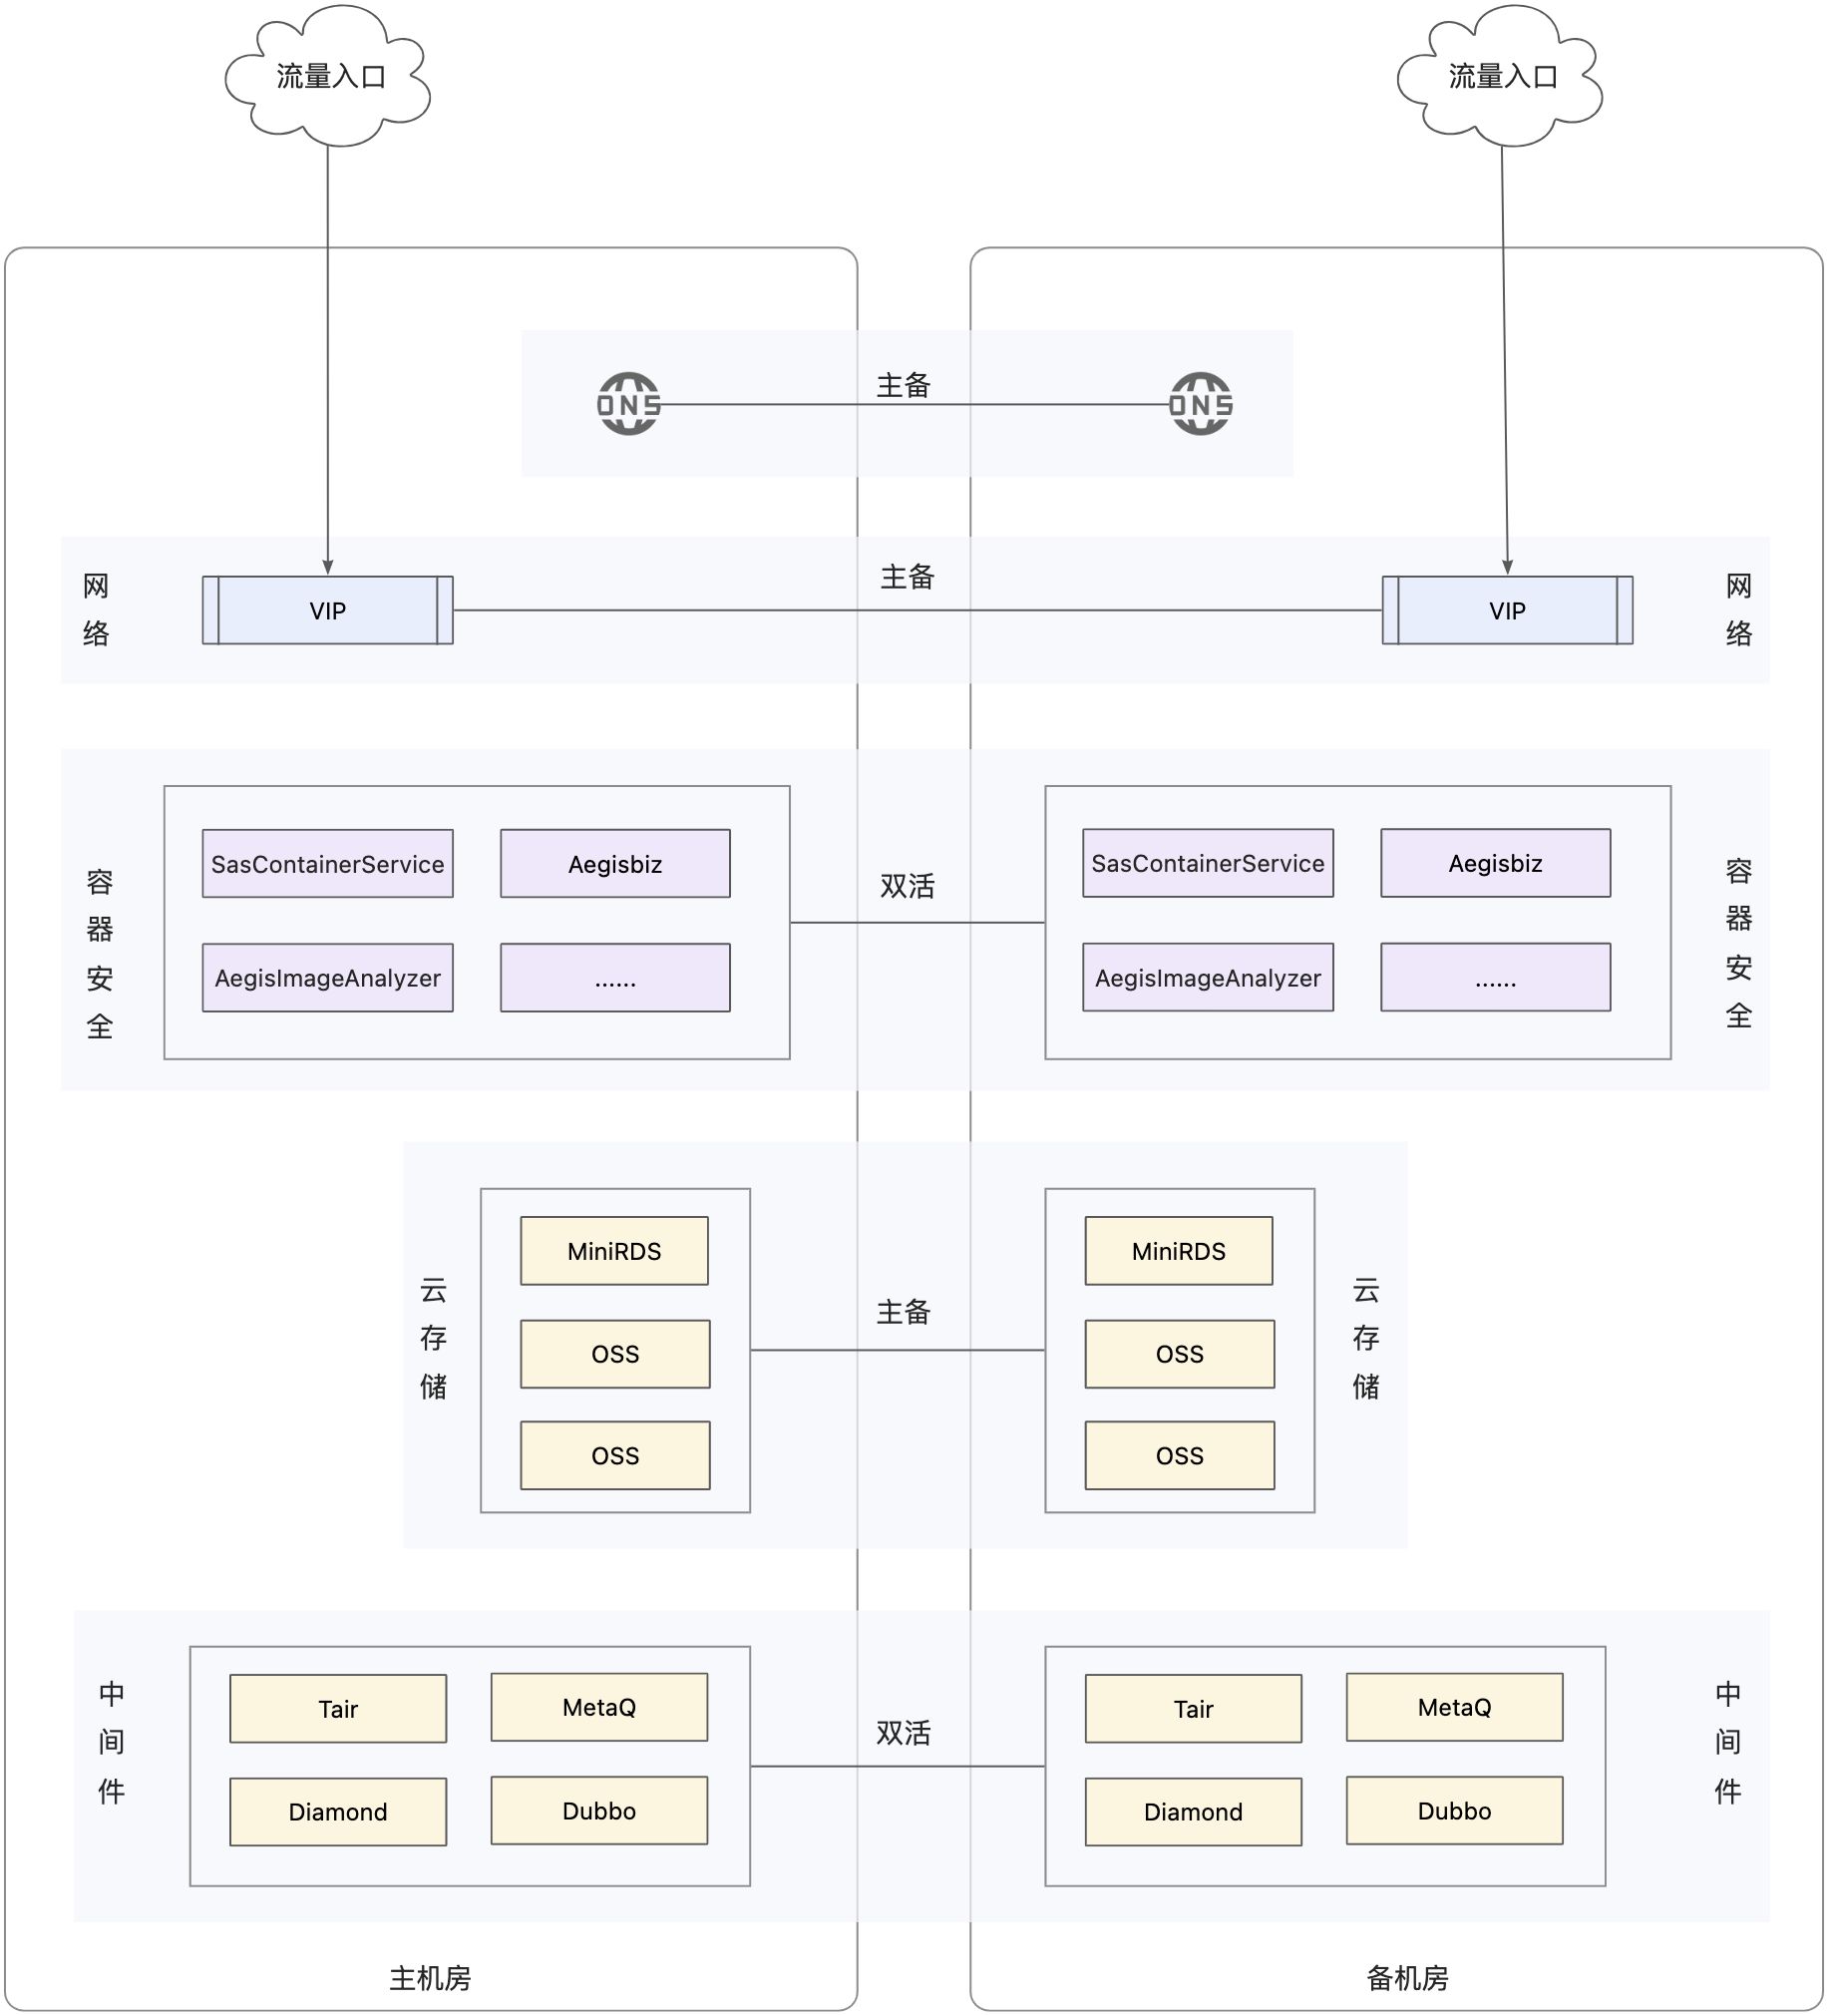 流量入口
流量入口
DNS
主备
DNS
网络
VIP
主备
VIP
网络
容器安全
SasContainerService
Aegisbiz
AegisImageAnalyzer
......
双活
SasContainerService
Aegisbiz
AegisImageAnalyzer
......
容器安全
云存储
MiniRDS
OSS
OSS
主备
MiniRDS
OSS
OSS
云存储
中间件
Tair
MetaQ
Diamond
Dubbo
双活
Tair
MetaQ
Diamond
Dubbo
中间件
主机房
备机房